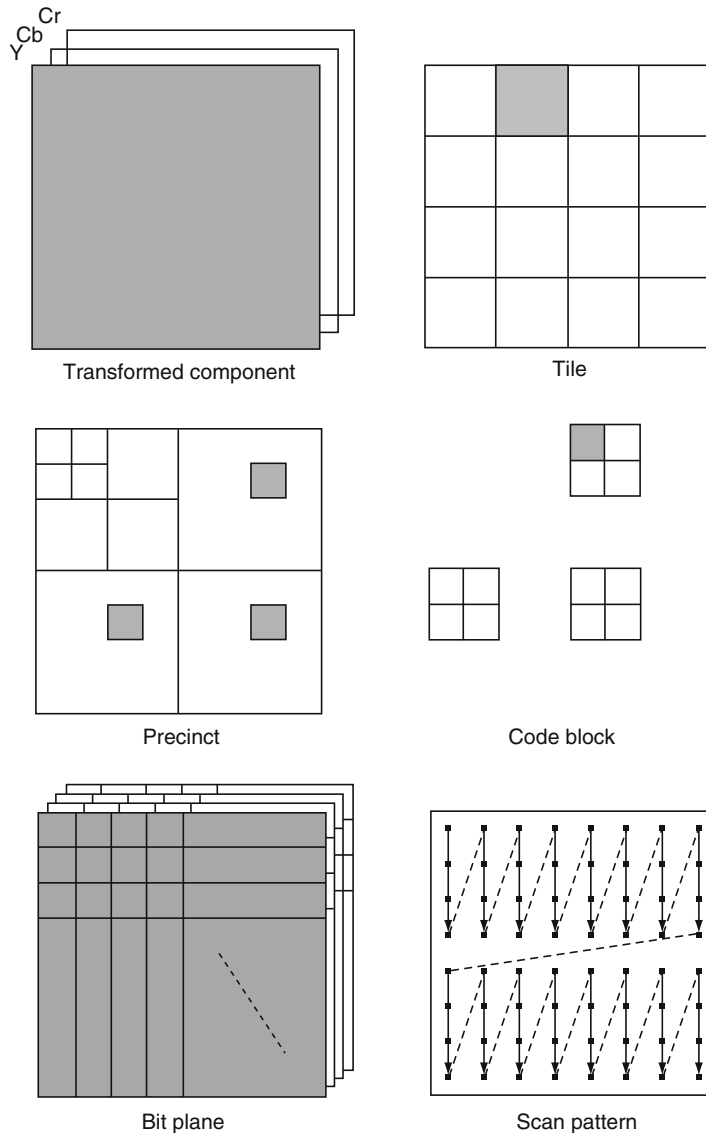 Cr
Cb
Y
Transformed component
Tile
Precinct
Code block
Bit plane
Scan pattern